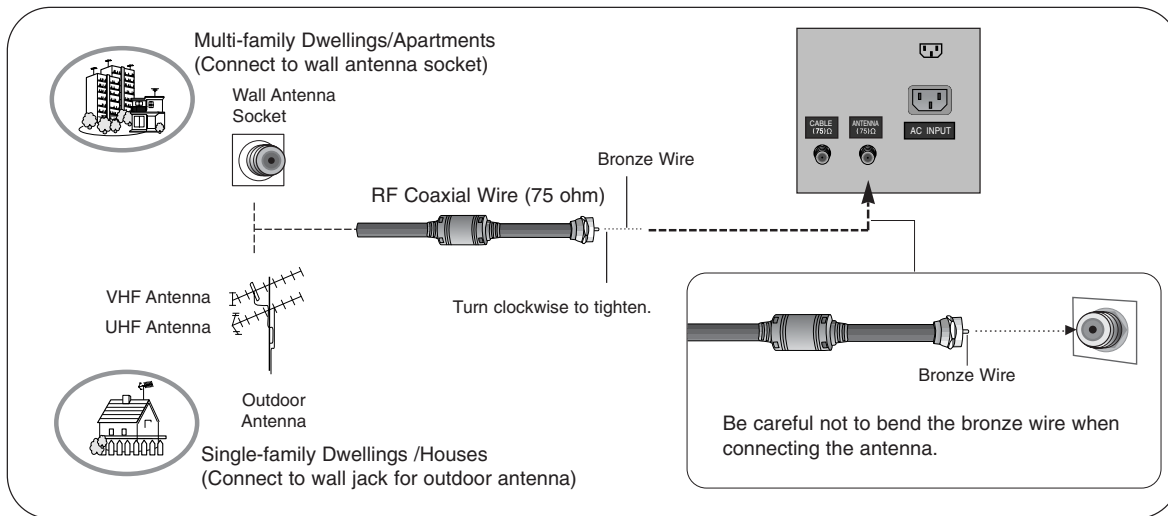 Multi-family Dwellings/Apartments
(Connect to wall antenna socket)
Wall Antenna
Socket
RF Coaxial Wire (75 ohm)
Bronze Wire
CABLE
(75)Ω
ANTENNA
(75)Ω
AC INPUT
VHF Antenna
UHF Antenna
Turn clockwise to tighten.
Outdoor
Antenna
Single-family Dwellings /Houses
(Connect to wall jack for outdoor antenna)
Bronze Wire
Be careful not to bend the bronze wire when
connecting the antenna.